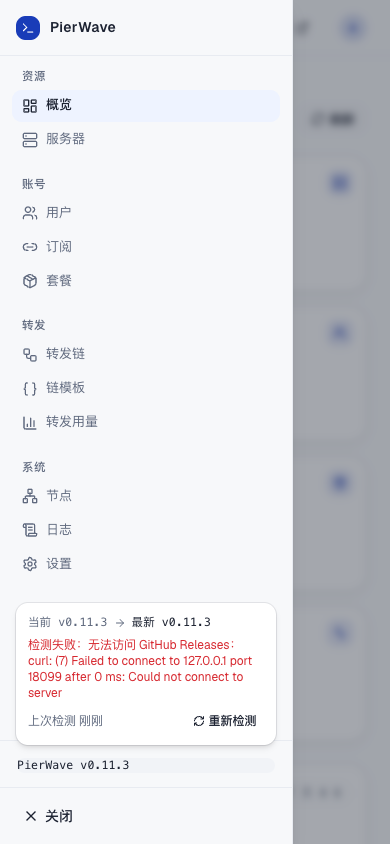 PierWave
资源
概览
服务器
账号
用户
订阅
套餐
转发
转发链
链模板
转发用量
系统
节点
日志
设置
当前 v0.11.3 → 最新 v0.11.3
检测失败：无法访问 GitHub Releases：
curl: (7) Failed to connect to 127.0.0.1 port
18099 after 0 ms: Could not connect to
server
上次检测 刚刚
重新检测
PierWave v0.11.3
关闭